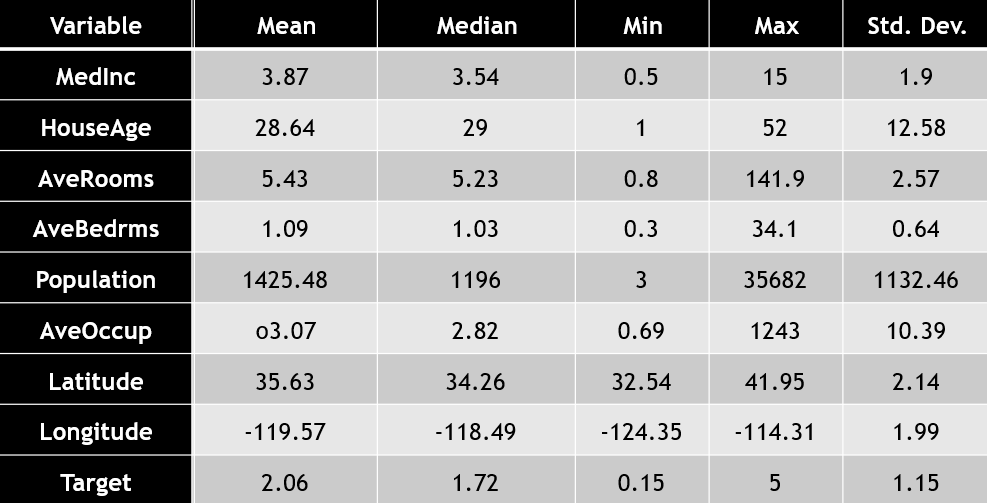 Variable Mean Median Min Max Std. Dev.
MedInc 3.87 3.54 0.5 15 1.9
HouseAge 28.64 29 1 52 12.58
AveRooms 5.43 5.23 0.8 141.9 2.57
AveBedrms 1.09 1.03 0.3 34.1 0.64
Population 1425.48 1196 3 35682 1132.46
AveOccup o3.07 2.82 0.69 1243 10.39
Latitude 35.63 34.26 32.54 41.95 2.14
Longitude -119.57 -118.49 -124.35 -114.31 1.99
Target 2.06 1.72 0.15 5 1.15